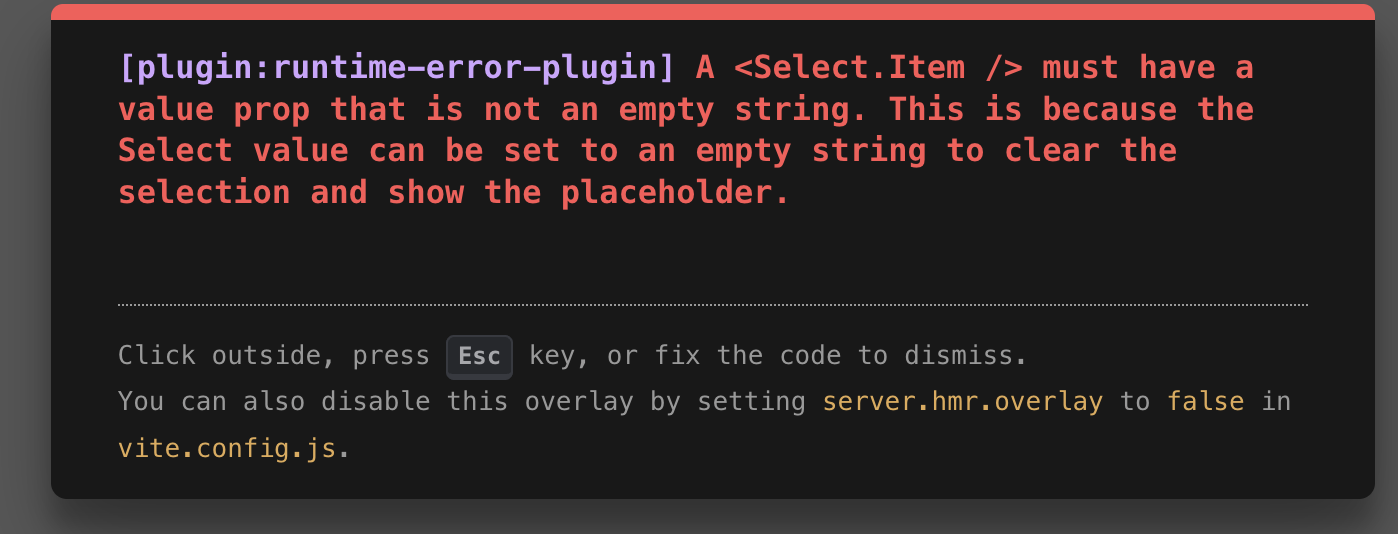 [plugin:runtime-error-plugin] A <Select.Item /> must have a
value prop that is not an empty string. This is because the
Select value can be set to an empty string to clear the
selection and show the placeholder.
Click outside, press Esc key, or fix the code to dismiss.
You can also disable this overlay by setting server.hmr.overlay to false in
vite.config.js.